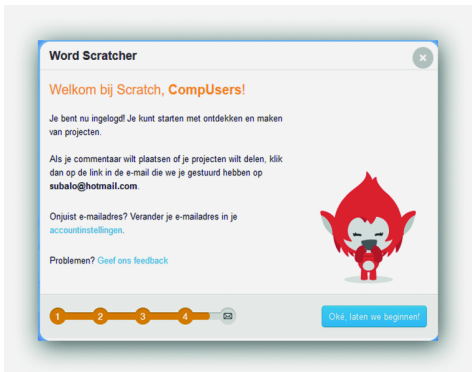 Word Scratcher
Welkom bij Scratch, CompUsers!
Je bent nu ingelogd! Je kunt starten met ontdekken en maken
van projecten.
Als je commentaar wilt plaatsen of je projecten wilt delen, klik
dan op de link in de e-mail die we je gestuurd hebben op
subalo@hotmail.com.
Onjuist e-mailadres? Verander je e-mailadres in je
accountinstellingen.
Problemen? Geef ons feedback
1 2 3 4
Oké, laten we beginnen!